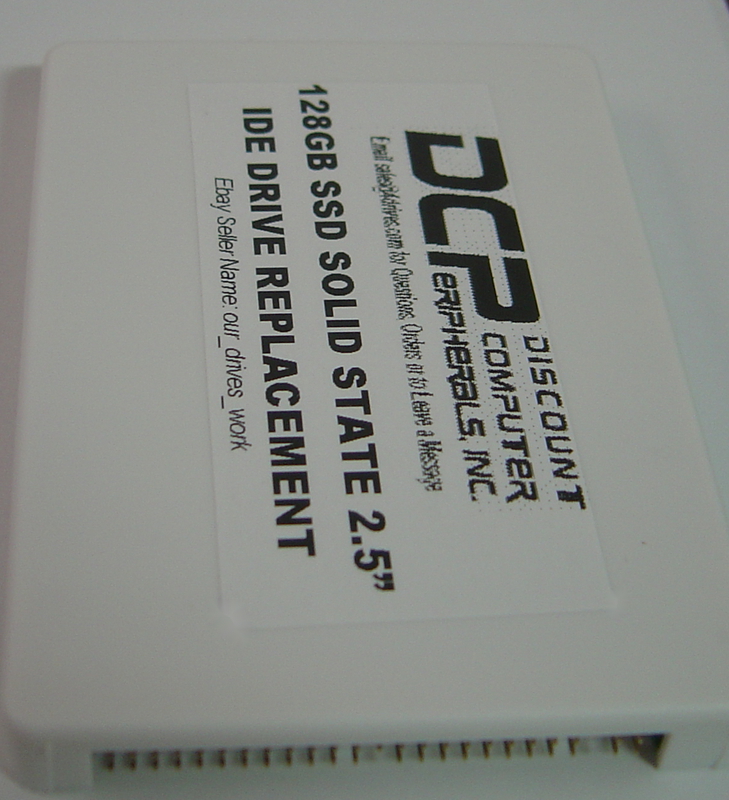 DCP DISCOUNT
COMPUTER
ERIPHERALS, INC.
Email sales@4drives.com for Questions, Orders or to Leave a Message
128GB SSD SOLID STATE 2.5”
IDE DRIVE REPLACEMENT
Ebay Seller Name: our_drives_work